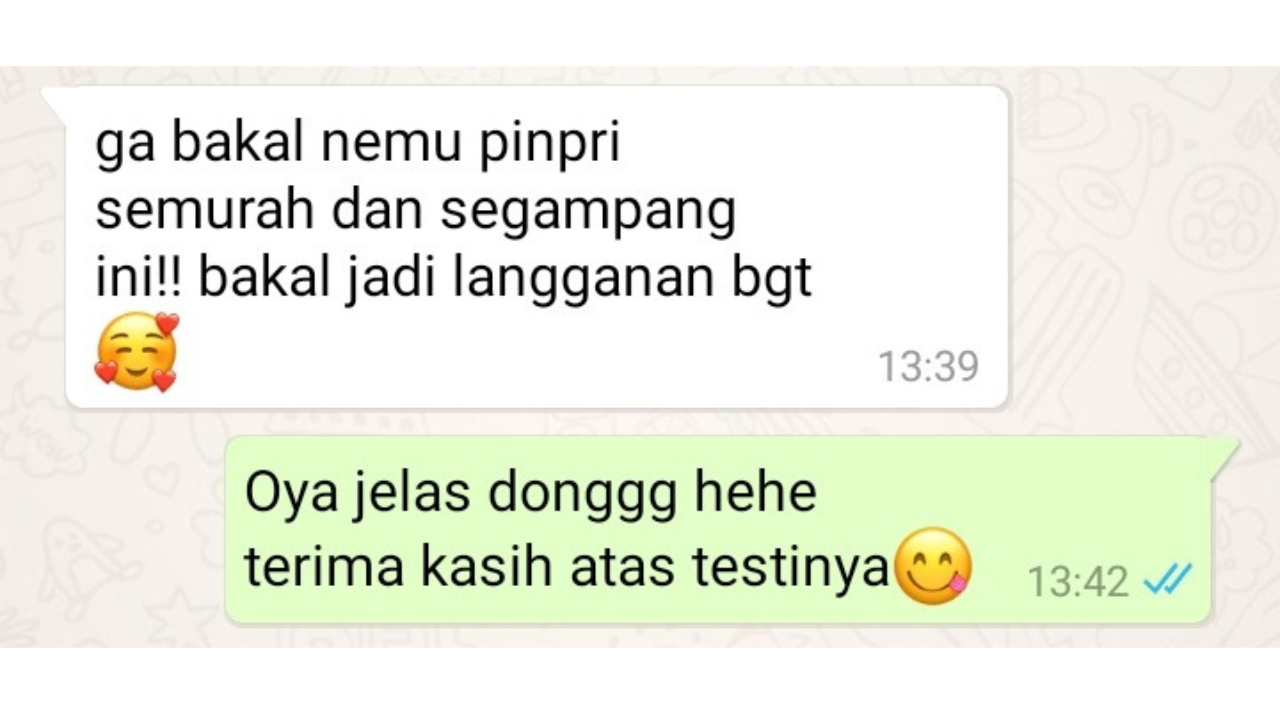 ga bakal nemu pinpri
semurah dan segampang
ini!! bakal jadi langganan bgt
🥰
13:39
Oya jelas donggg hehe
terima kasih atas testinya😋
13:42